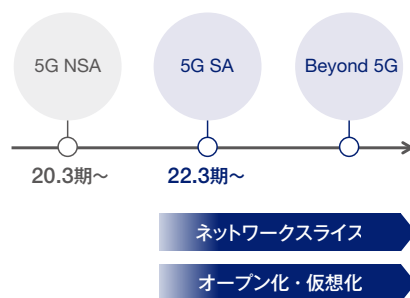 5G NSA
5G SA
Beyond 5G
20.3期～
22.3期～
ネットワークスライス
オープン化・仮想化